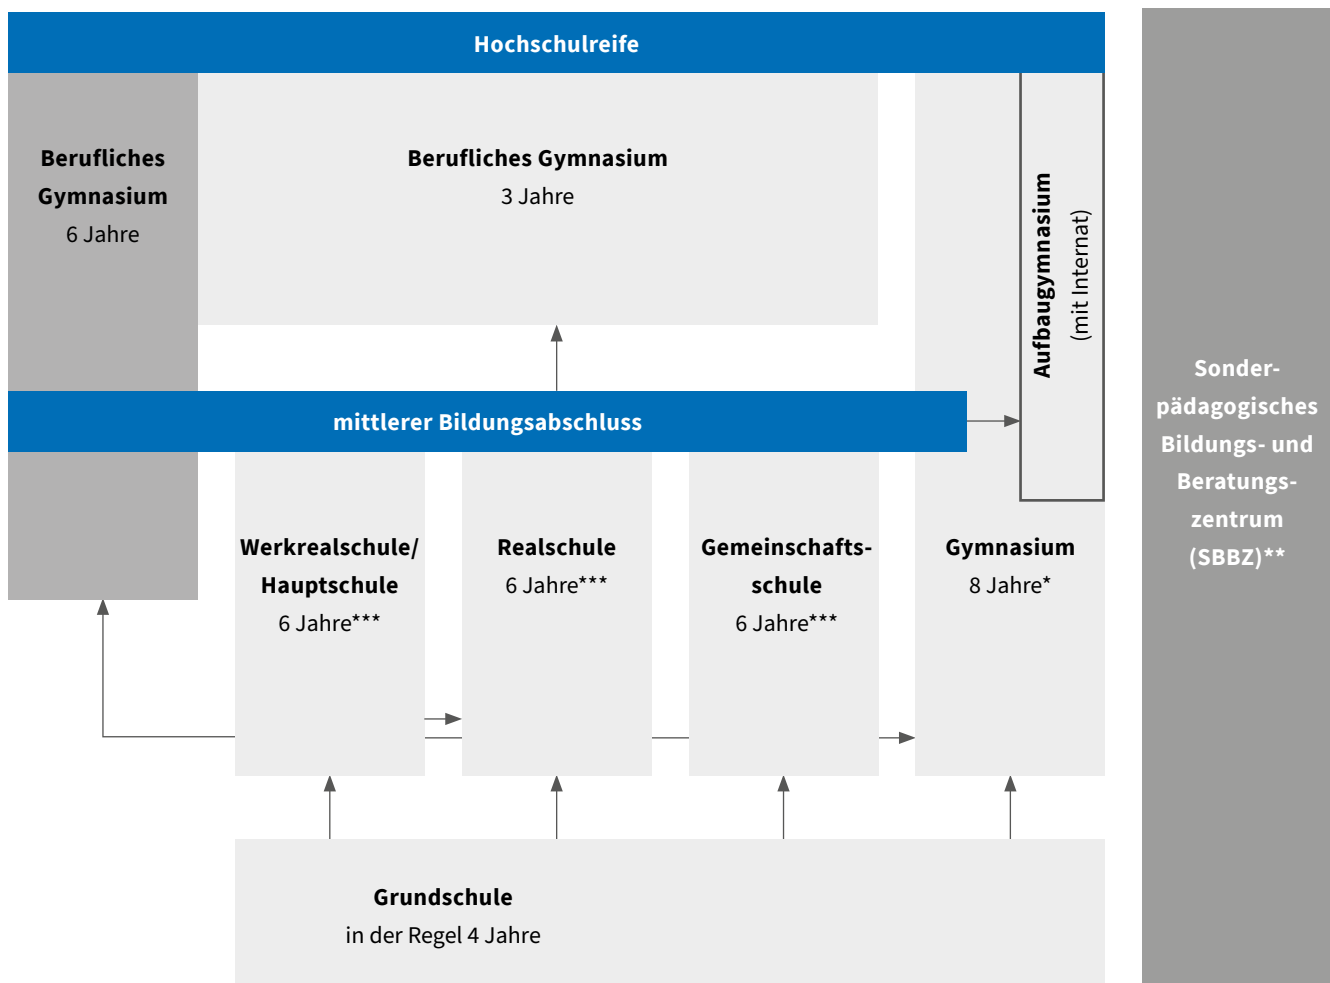 Hochschulreife
Berufliches
Gymnasium
6 Jahre
Berufliches Gymnasium
3 Jahre
Aufbaugymnasium
(mit Internat)
mittlerer Bildungsabschluss
Werkrealschule/
Hauptschule
6 Jahre***
Realschule
6 Jahre***
Gemeinschafts-
schule
6 Jahre***
Gymnasium
8 Jahre*
Grundschule
in der Regel 4 Jahre
Sonder-
pädagogisches
Bildungs- und
Beratungs-
zentrum
(SBBZ)**